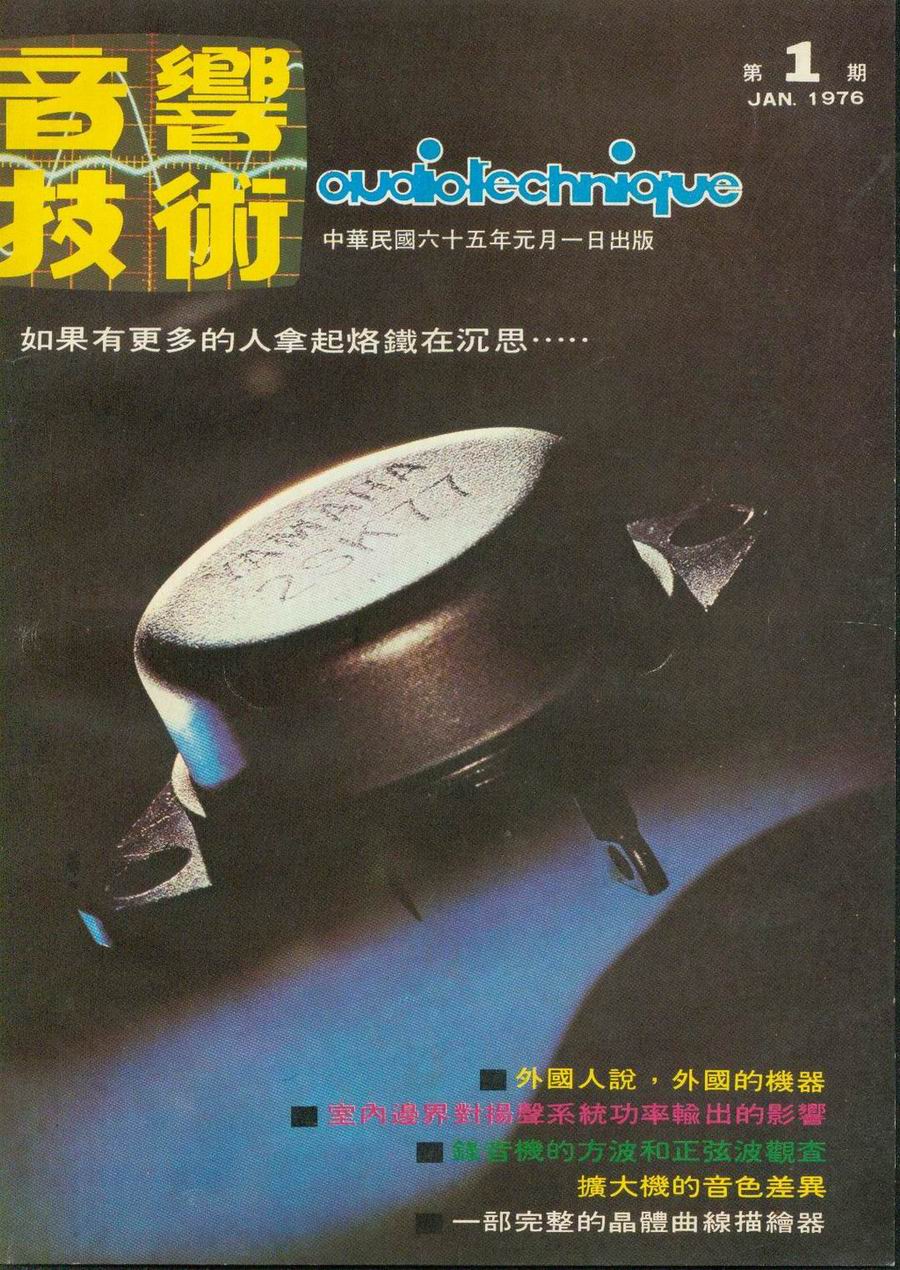 音響
技術
第1期
JAN. 1976
audiotechnique
中華民國六十五年元月一日出版
如果有更多的人拿起烙鐵在沉思·····
YAMAHA
2SK77
外國人說，外國的機器
室內邊界對揚聲系統功率輸出的影響
錄音機的方波和正弦波觀查
擴大機的音色差異
一部完整的晶體曲線描繪器